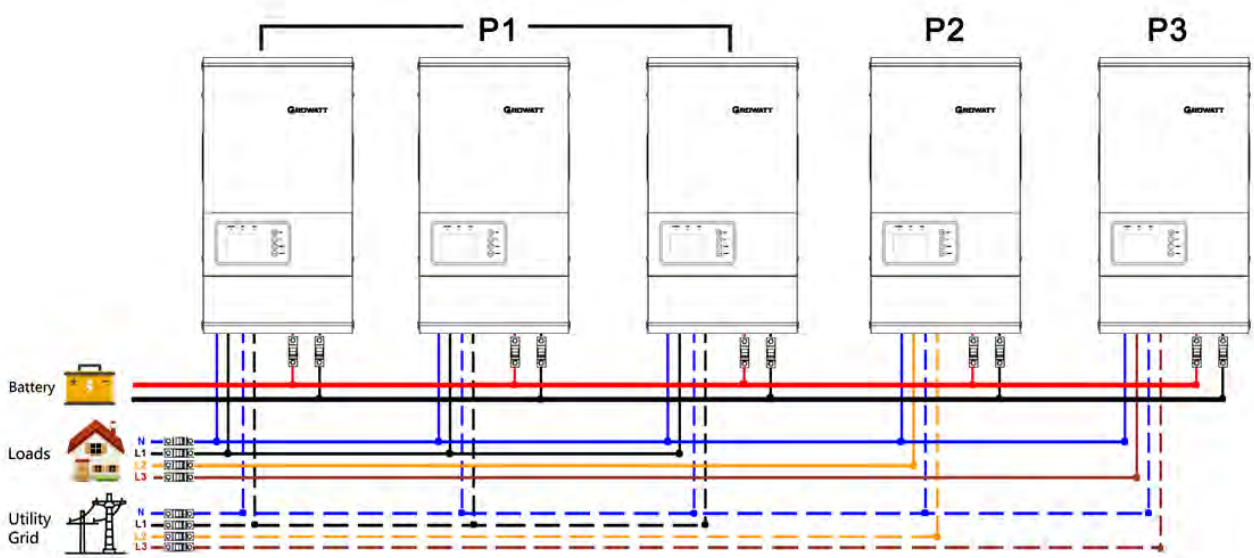 P1 P2 P3
GROWATT GROWATT GROWATT GROWATT GROWATT
Battery
Loads
N
L1
L2
L3
Utility
Grid
N
L1
L2
L3